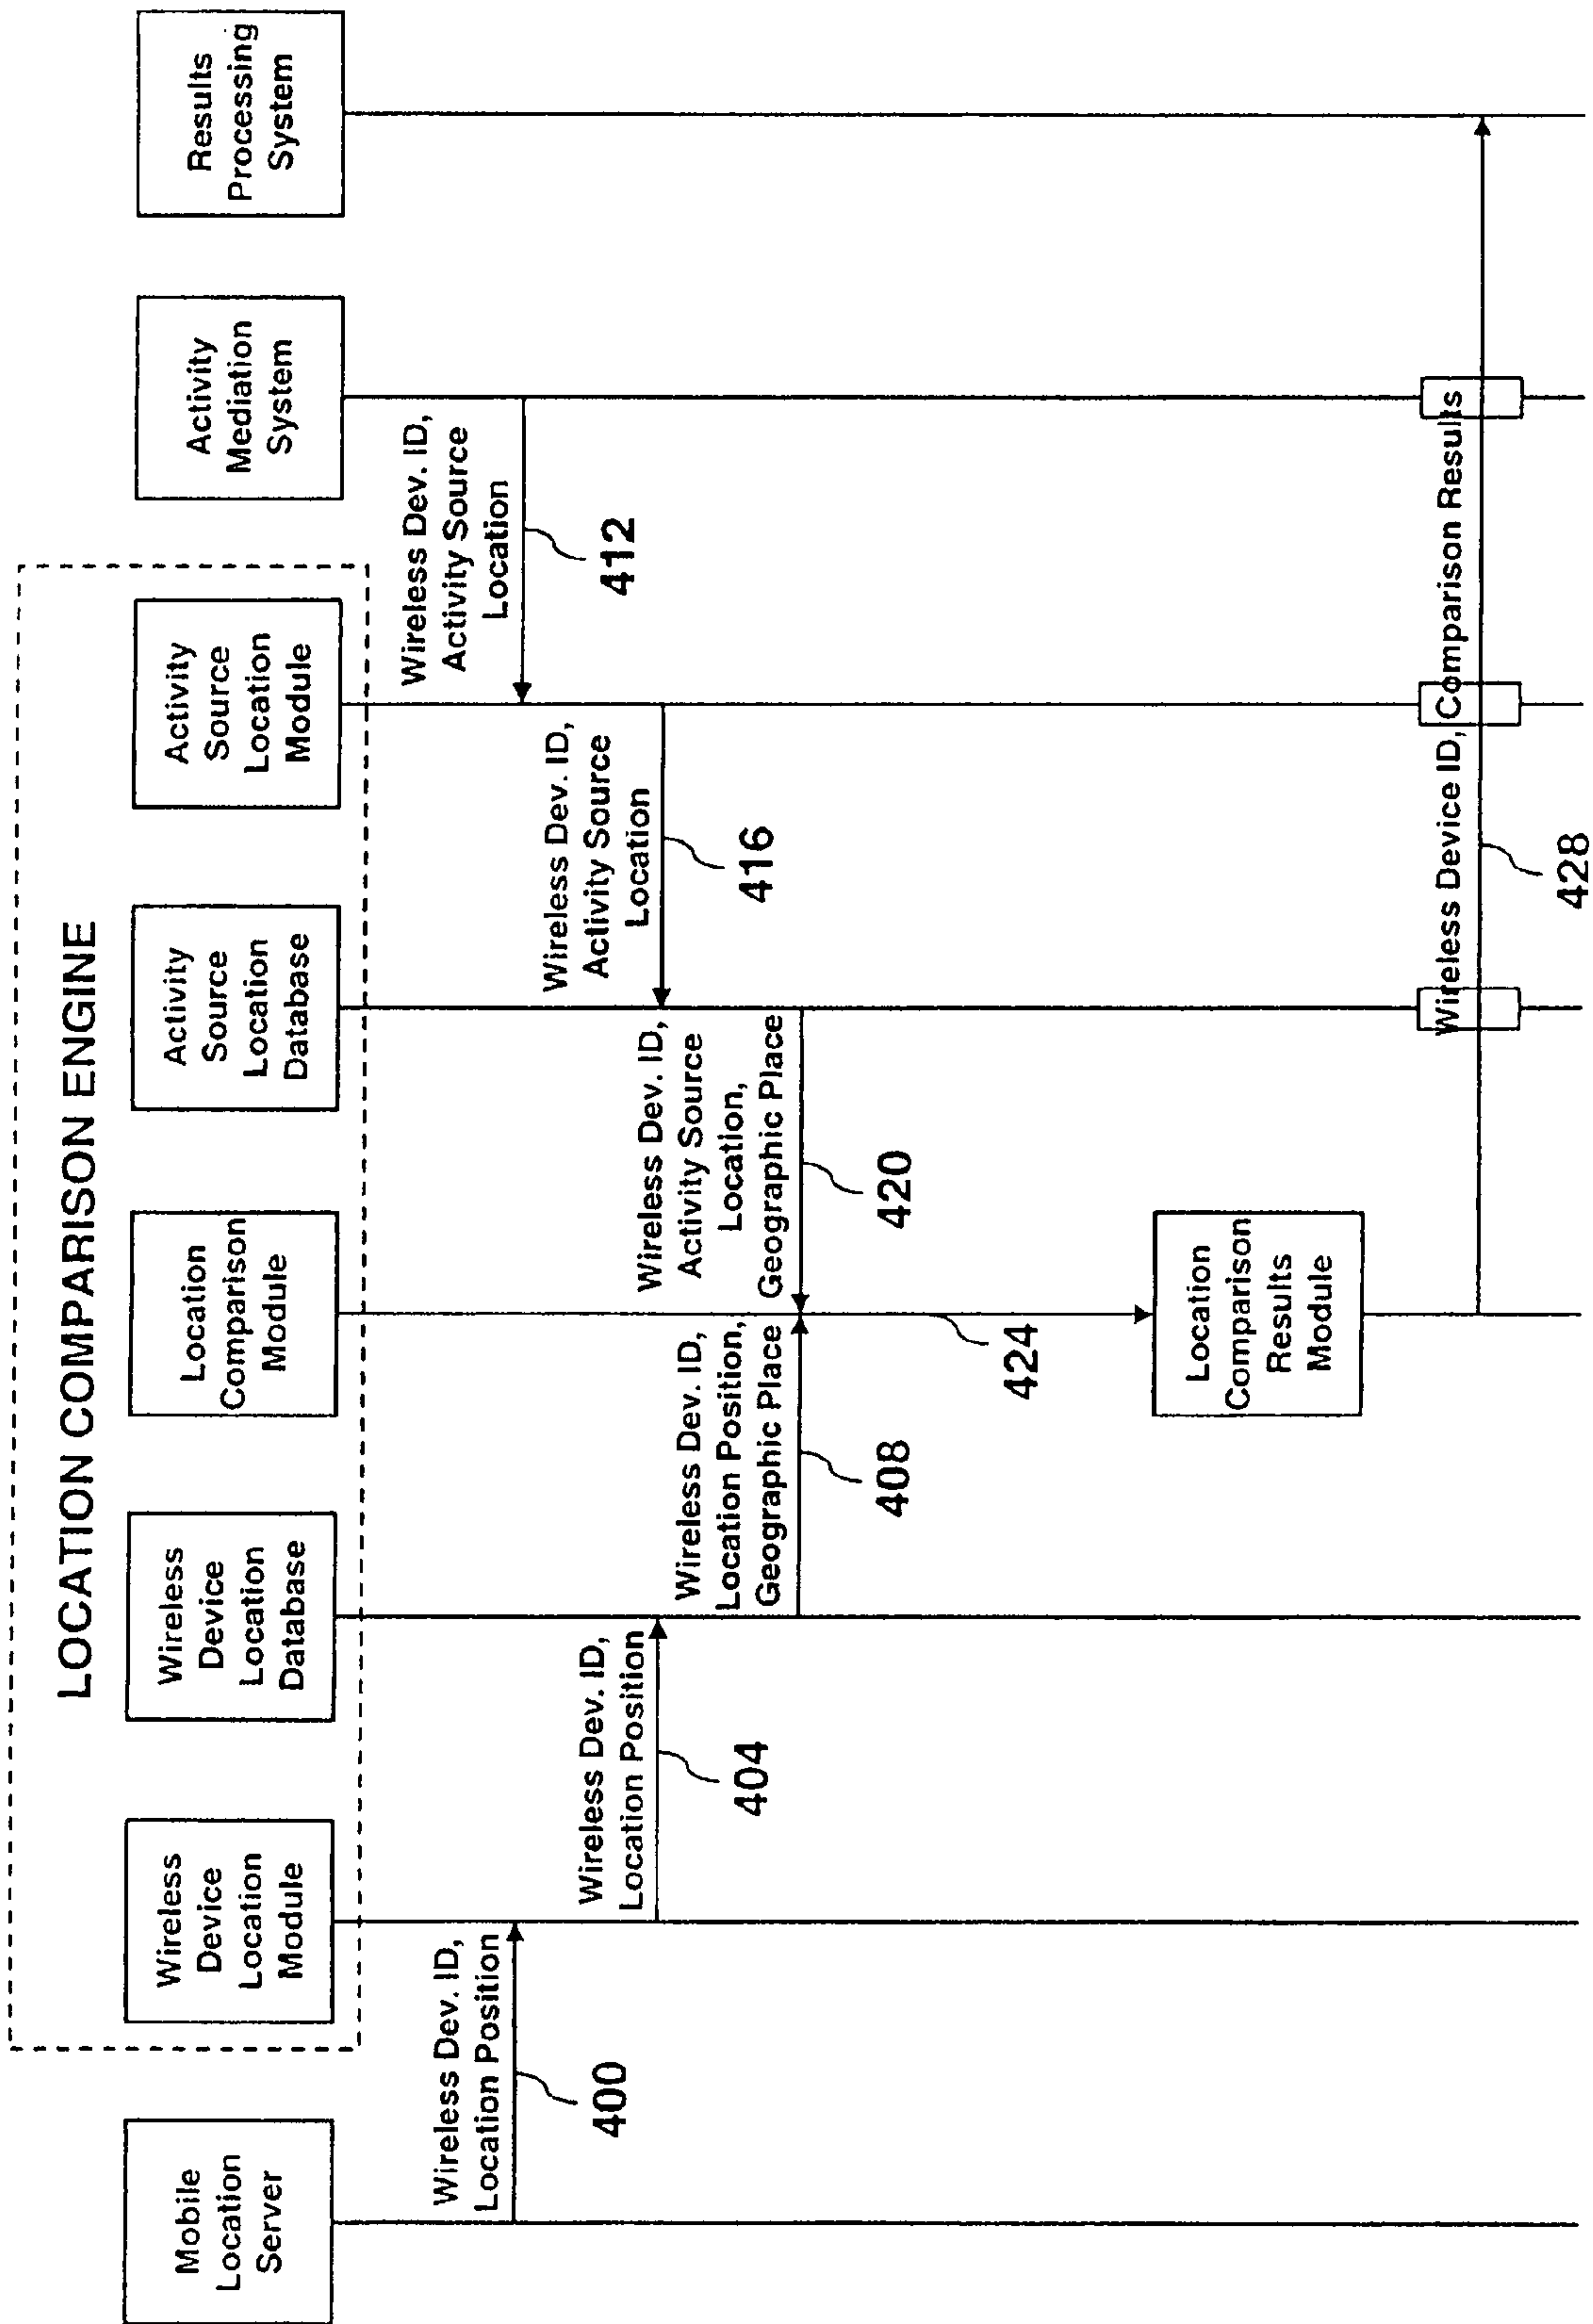 LOCATION COMPARISON ENGINE
Mobile
Location
Server
Wireless
Device
Location
Module
Wireless
Device
Location
Database
Location
Comparison
Module
Activity
Source
Location
Database
Activity
Source
Location
Module
Activity
Mediation
System
Results
Processing
System
Wireless Dev. ID,
Location Position
400
Wireless Dev. ID,
Activity Source
Location
412
Wireless Dev. ID,
Location Position
404
Wireless Dev. ID,
Activity Source
Location
416
Wireless Dev. ID,
Location Position,
Geographic Place
408
Wireless Dev. ID,
Activity Source
Location,
Geographic Place
420
424
Location
Comparison
Results
Module
Wireless Device ID, Comparison Results
428